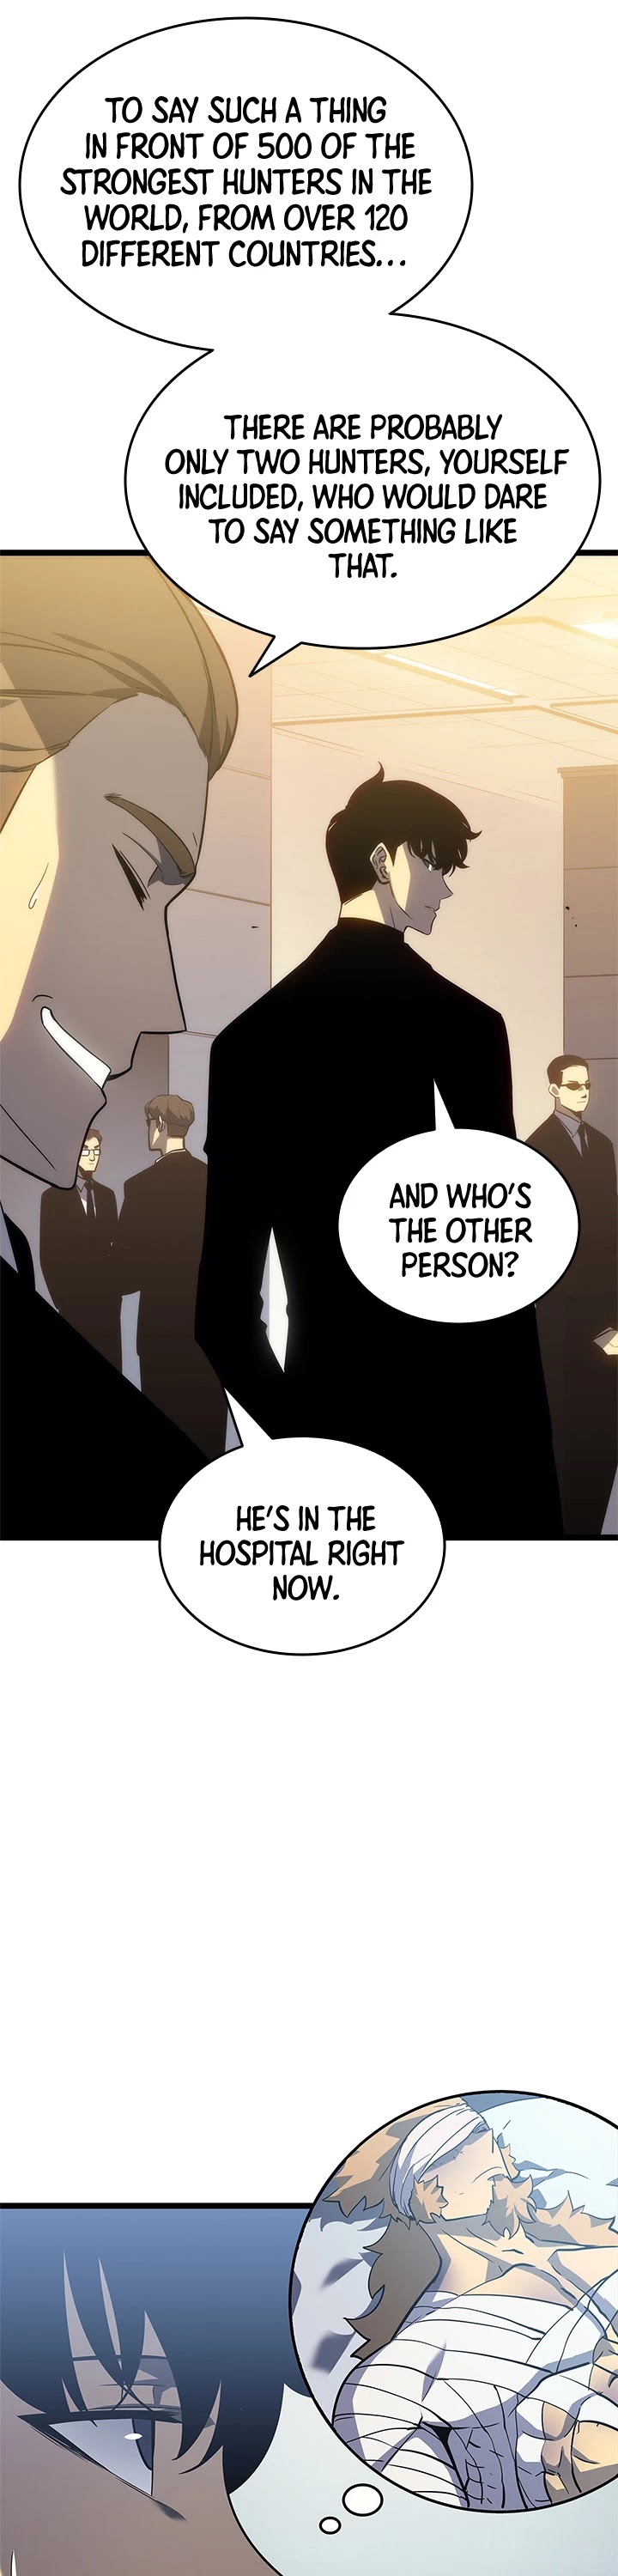 TO SAY SUCH A THING
IN FRONT OF 500 OF THE
STRONGEST HUNTERS IN THE
WORLD, FROM OVER 120
DIFFERENT COUNTRIES...
THERE ARE PROBABLY
ONLY TWO HUNTERS, YOURSELF
INCLUDED, WHO WOULD DARE
TO SAY SOMETHING LIKE
THAT.
AND WHO'S
THE OTHER
PERSON?
HE'S IN THE
HOSPITAL RIGHT
NOW.